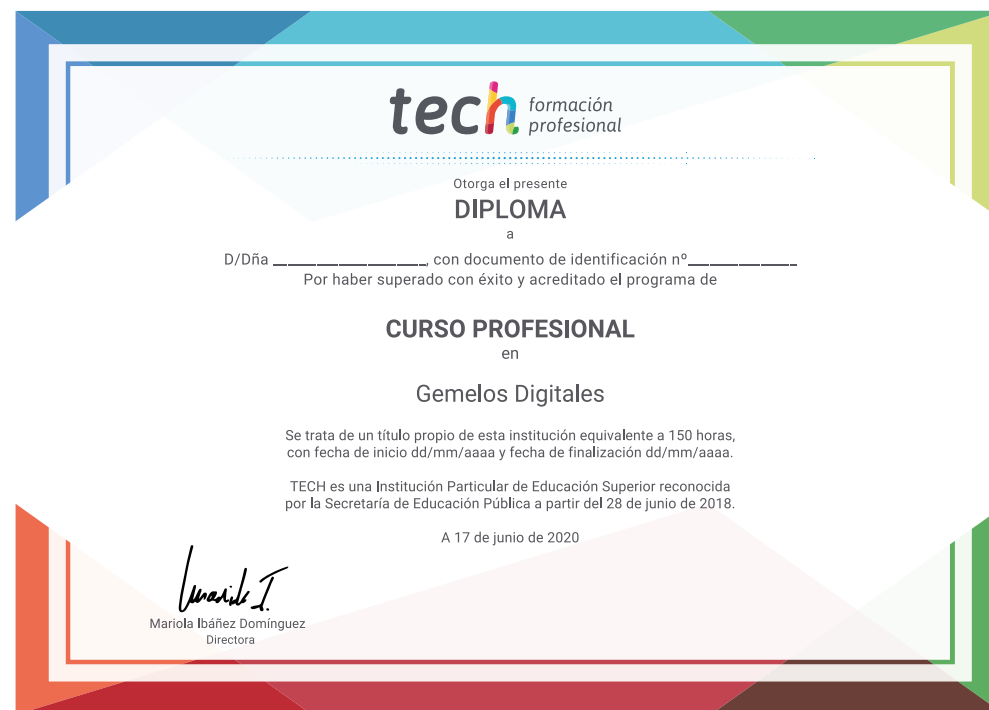 tech formación
profesional
Otorga el presente
DIPLOMA
a
D/Dña ____________________, con documento de identificación nº______________
Por haber superado con éxito y acreditado el programa de
CURSO PROFESIONAL
en
Gemelos Digitales
Se trata de un título propio de esta institución equivalente a 150 horas,
con fecha de inicio dd/mm/aaaa y fecha de finalización dd/mm/aaaa.
TECH es una Institución Particular de Educación Superior reconocida
por la Secretaría de Educación Pública a partir del 28 de junio de 2018.
A 17 de junio de 2020
Mariola Ibáñez Domínguez
Directora